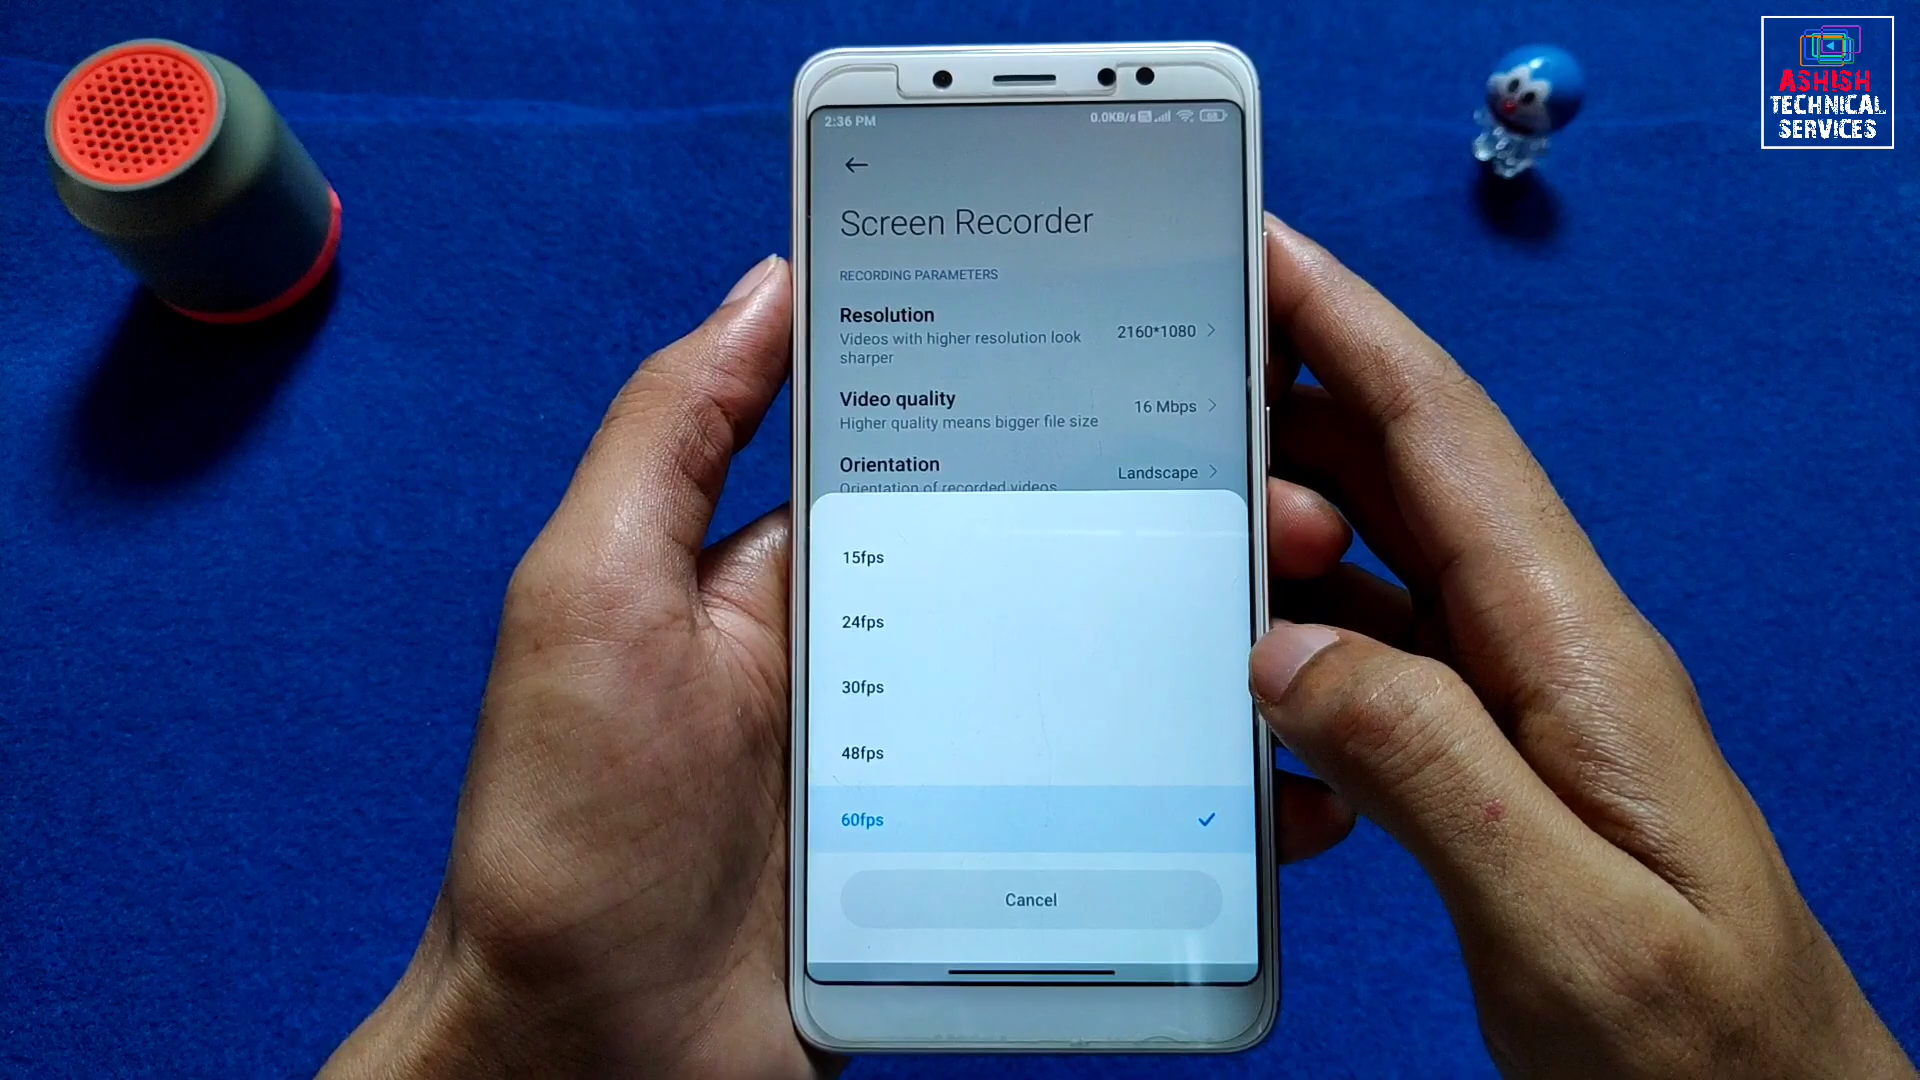 ASHISH
TECHNICAL
SERVICES
2:36 PM
0.0KB/s
68
Screen Recorder
RECORDING PARAMETERS
Resolution
Videos with higher resolution look
sharper
2160*1080
Video quality
Higher quality means bigger file size
16 Mbps
Orientation
Orientation of recorded videos
Landscape
15fps
24fps
30fps
48fps
60fps
Cancel